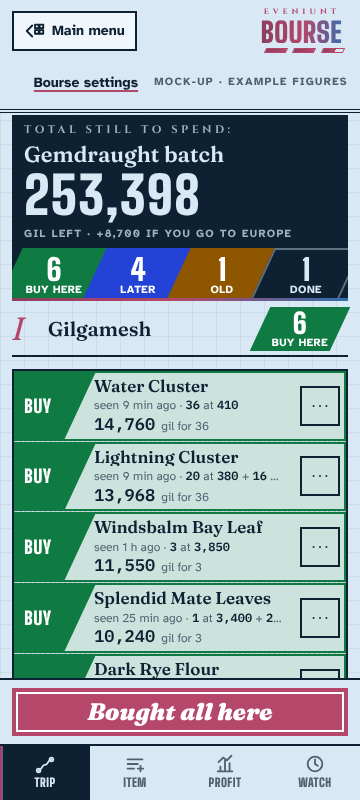 Main menu
EVENIUNT
BOURSE
Bourse settings
MOCK-UP · EXAMPLE FIGURES
TOTAL STILL TO SPEND:
Gemdraught batch
253,398
GIL LEFT · +8,700 IF YOU GO TO EUROPE
6
BUY HERE
4
LATER
1
OLD
1
DONE
I
Gilgamesh
6
BUY HERE
BUY
Water Cluster
seen 9 min ago · 36 at 410
14,760 gil for 36
...
BUY
Lightning Cluster
seen 9 min ago · 20 at 380 + 16 ...
13,968 gil for 36
...
BUY
Windsbalm Bay Leaf
seen 1 h ago · 3 at 3,850
11,550 gil for 3
...
BUY
Splendid Mate Leaves
seen 25 min ago · 1 at 3,400 + 2...
10,240 gil for 3
...
Dark Rye Flour
Bought all here
TRIP
ITEM
PROFIT
WATCH